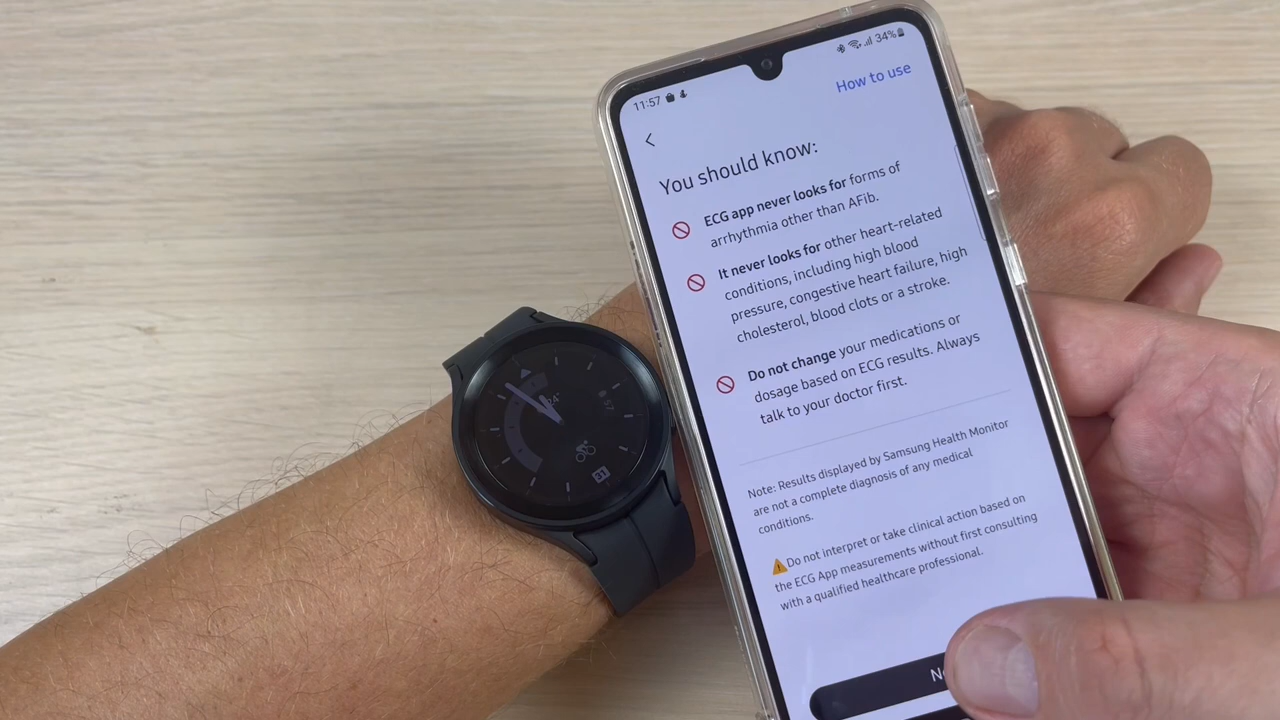 11:57
34%
How to use
You should know:
ECG app never looks for forms of
arrhythmia other than AFib.
It never looks for other heart-related
conditions, including high blood
pressure, congestive heart failure, high
cholesterol, blood clots or a stroke.
Do not change your medications or
dosage based on ECG results. Always
talk to your doctor first.
Note: Results displayed by Samsung Health Monitor
are not a complete diagnosis of any medical
conditions.
Do not interpret or take clinical action based on
the ECG App measurements without first consulting
with a qualified healthcare professional.
57
31